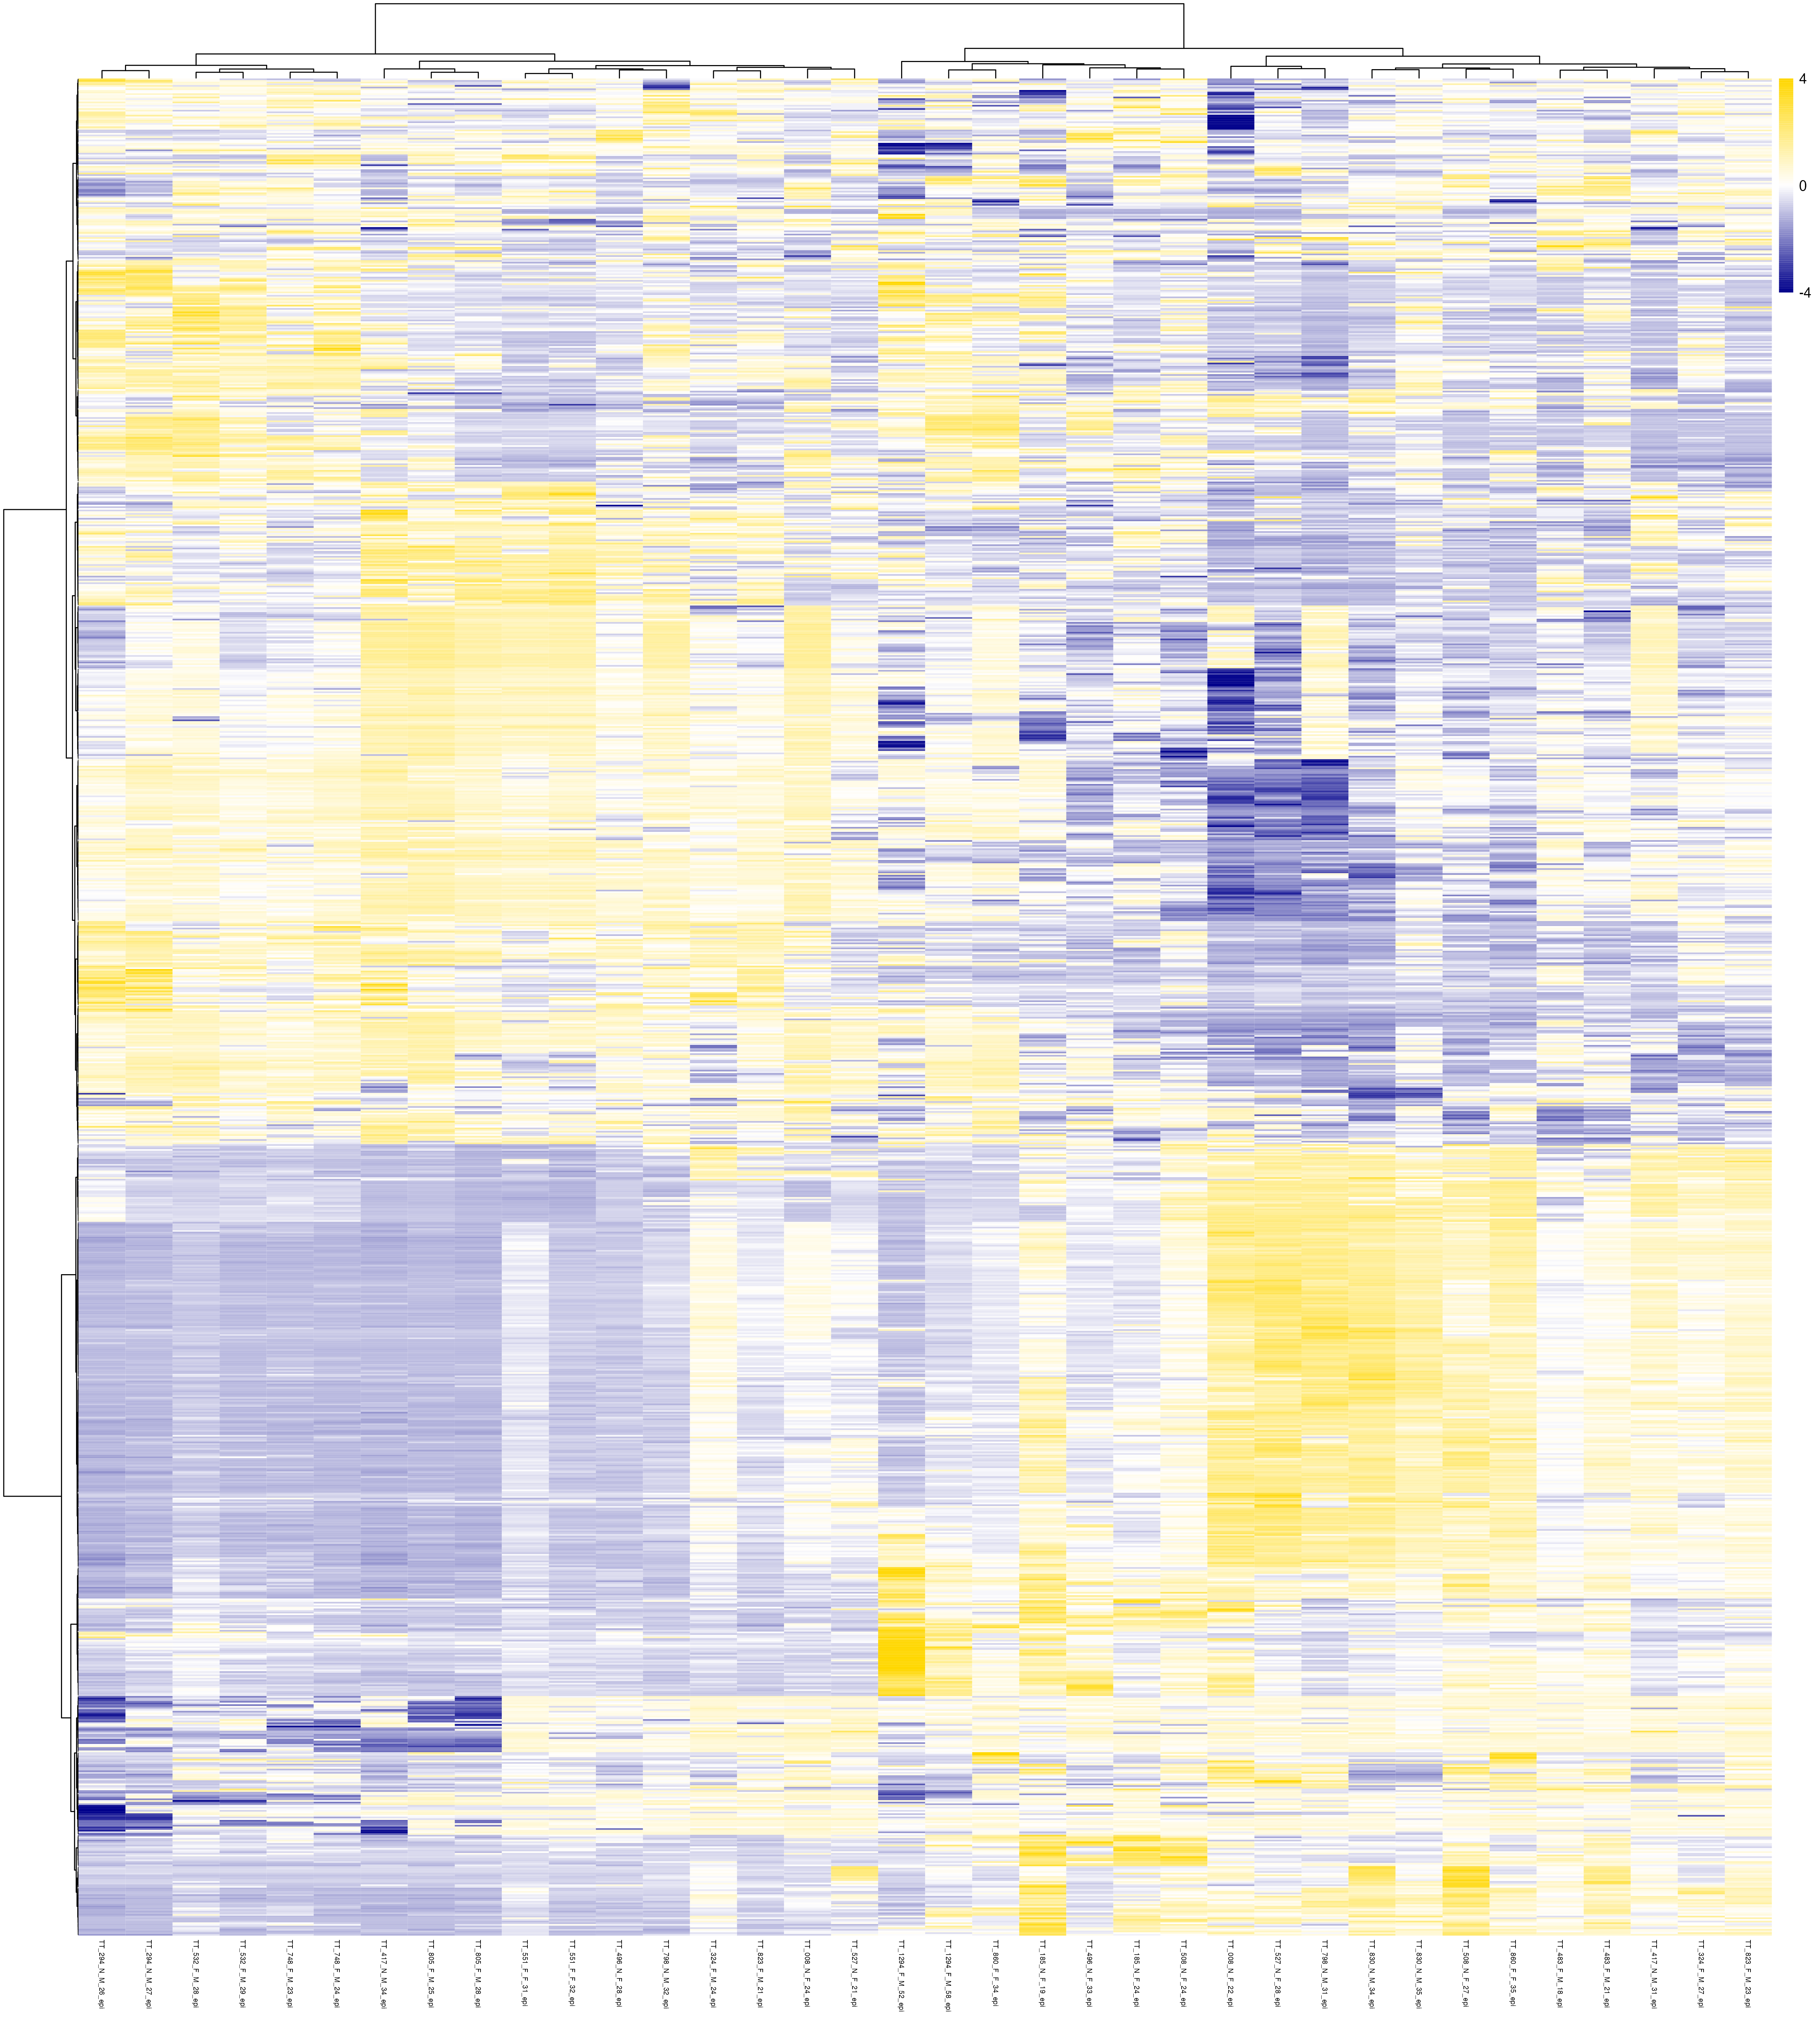 4
0
-4
TT_294_N_M_26_epi
TT_294_N_M_27_epi
TT_532_F_M_28_epi
TT_532_F_M_29_epi
TT_748_F_M_23_epi
TT_748_F_M_24_epi
TT_417_N_M_34_epi
TT_805_F_M_25_epi
TT_805_F_M_28_epi
TT_551_F_F_31_epi
TT_551_F_F_32_epi
TT_496_N_F_28_epi
TT_798_N_M_32_epi
TT_324_F_M_24_epi
TT_823_F_M_21_epi
TT_008_N_F_24_epi
TT_527_N_F_21_epi
TT_1294_F_M_52_epi
TT_1294_F_M_58_epi
TT_860_F_F_34_epi
TT_185_N_F_19_epi
TT_496_N_F_33_epi
TT_185_N_F_24_epi
TT_508_N_F_24_epi
TT_008_N_F_22_epi
TT_527_N_F_28_epi
TT_798_N_M_31_epi
TT_830_N_M_34_epi
TT_830_N_M_35_epi
TT_508_N_F_27_epi
TT_860_F_F_35_epi
TT_483_F_M_18_epi
TT_483_F_M_21_epi
TT_417_N_M_31_epi
TT_324_F_M_27_epi
TT_823_F_M_23_epi